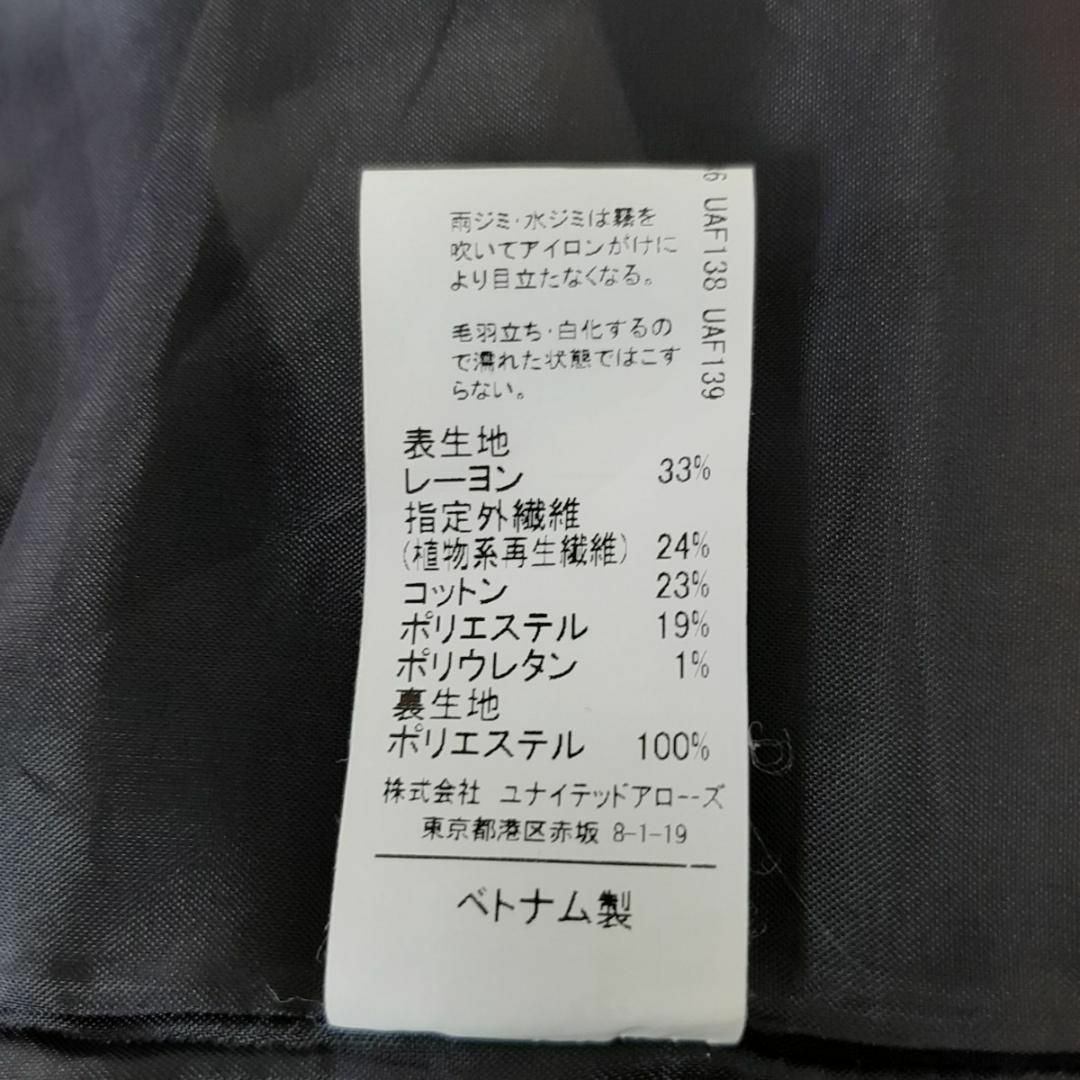 雨ジミ・水ジミは霧を
吹いてアイロンがけに
より目立たなくなる。
毛羽立ち・白化するの
で濡れた状態ではこす
らない。
表生地
レーヨン 33%
指定外繊維
(植物系再生繊維) 24%
コットン 23%
ポリエステル 19%
ポリウレタン 1%
裏生地
ポリエステル 100%
株式会社 ユナイテッドアローズ
東京都港区赤坂 8-1-19
ベトナム製
UAF138 UAF139